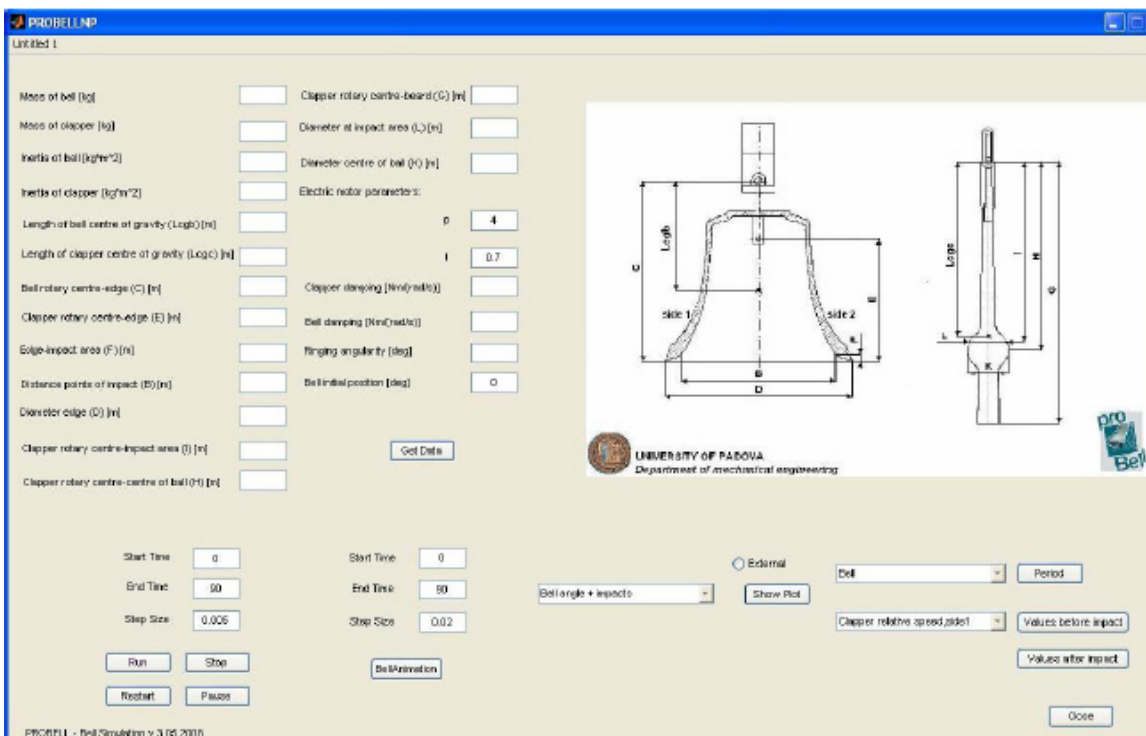 PROBELLNP
Untitled 1
Mass of bell [kg]
Mass of clapper [kg]
Inertia of bell [kg*m^2]
Inertia of clapper [kg*m^2]
Length of bell centre of gravity (Lcgb) [m]
Length of clapper centre of gravity (Lcgc) [m]
Bell rotary centre-edge (C) [m]
Clapper rotary centre-edge (E) [m]
Edge-impact area (F) [m]
Distance points of impact (B) [m]
Diameter edge (D) [m]
Clapper rotary centre-impact area (I) [m]
Clapper rotary centre-centre of ball (H) [m]
Clapper rotary centre-beard (G) [m]
Diameter at impact area (L) [m]
Diameter centre of ball (K) [m]
Electric motor parameters:
p 4
I 0.7
Clapper damping [Nm/(rad/s)]
Bell damping [Nm/(rad/s)]
Ringing angularity [deg]
Bell initial position [deg] 0
Get Data
C
Lcgb
E
side 1
side 2
F
B
D
Lcgc
I
H
G
L
K
UNIVERSITY OF PADOVA
Department of mechanical engineering
pro
Bell
Start Time 0
End Time 90
Step Size 0.005
Run Stop
Restart Pause
Start Time 0
End Time 90
Step Size 0.02
BellAnimation
Bell angle + impacts
External
Show Plot
Bell
Period
Clapper relative speed,side1
Values before impact
Values after impact
Close
PROBELL - Bell Simulation v 3.05.2008